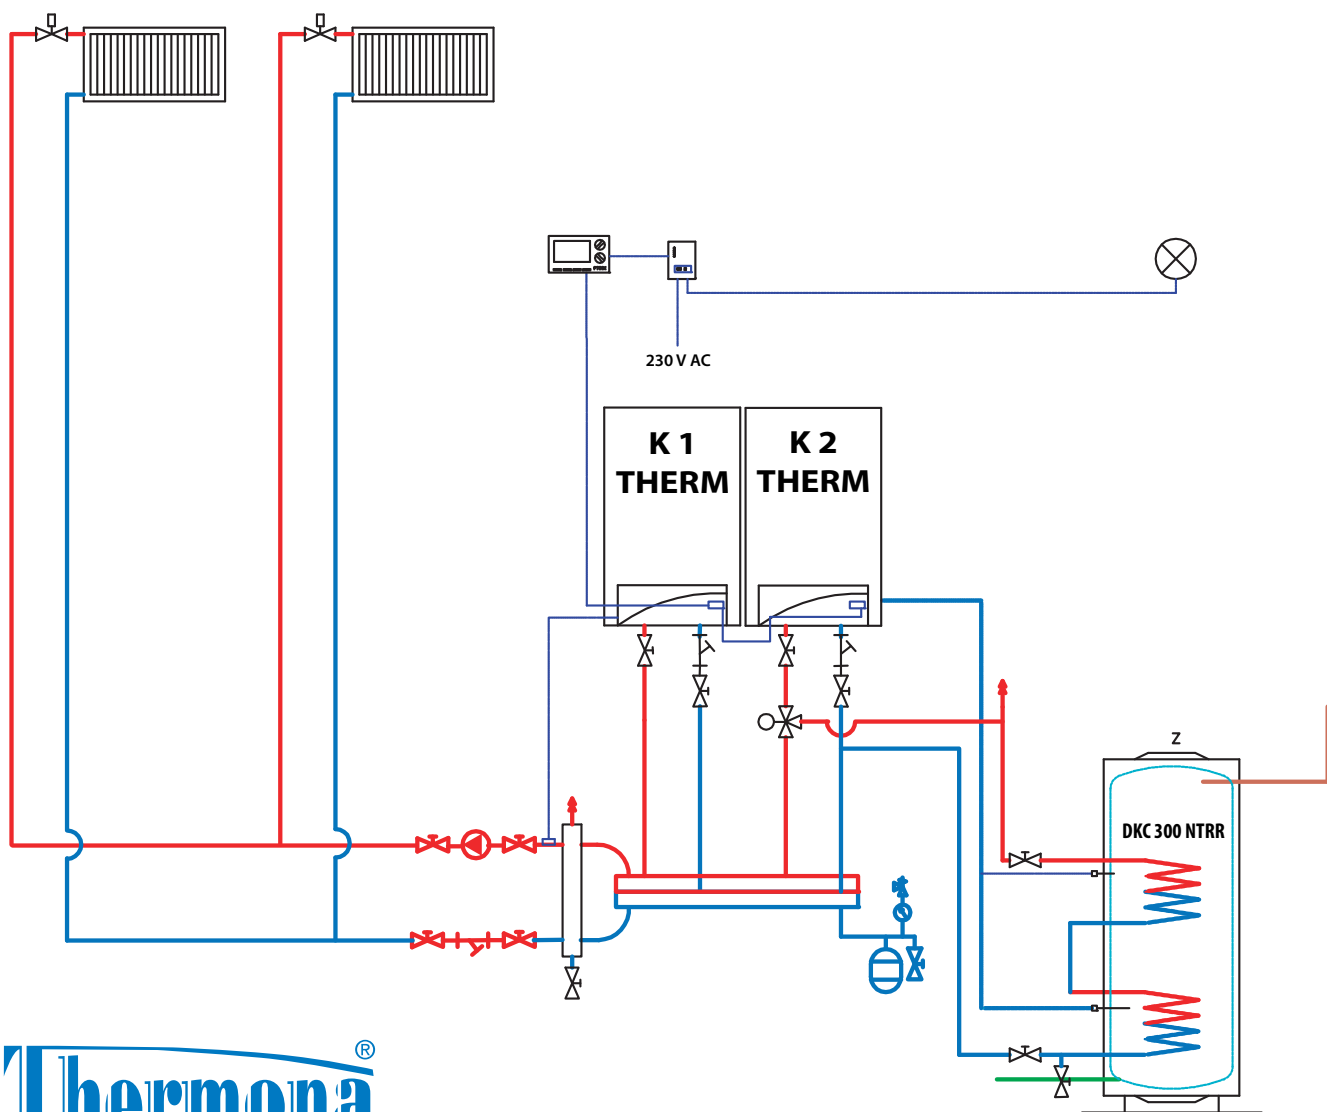 230 V AC
K 1
THERM
K 2
THERM
Z
DKC 300 NTRR
Thermona®